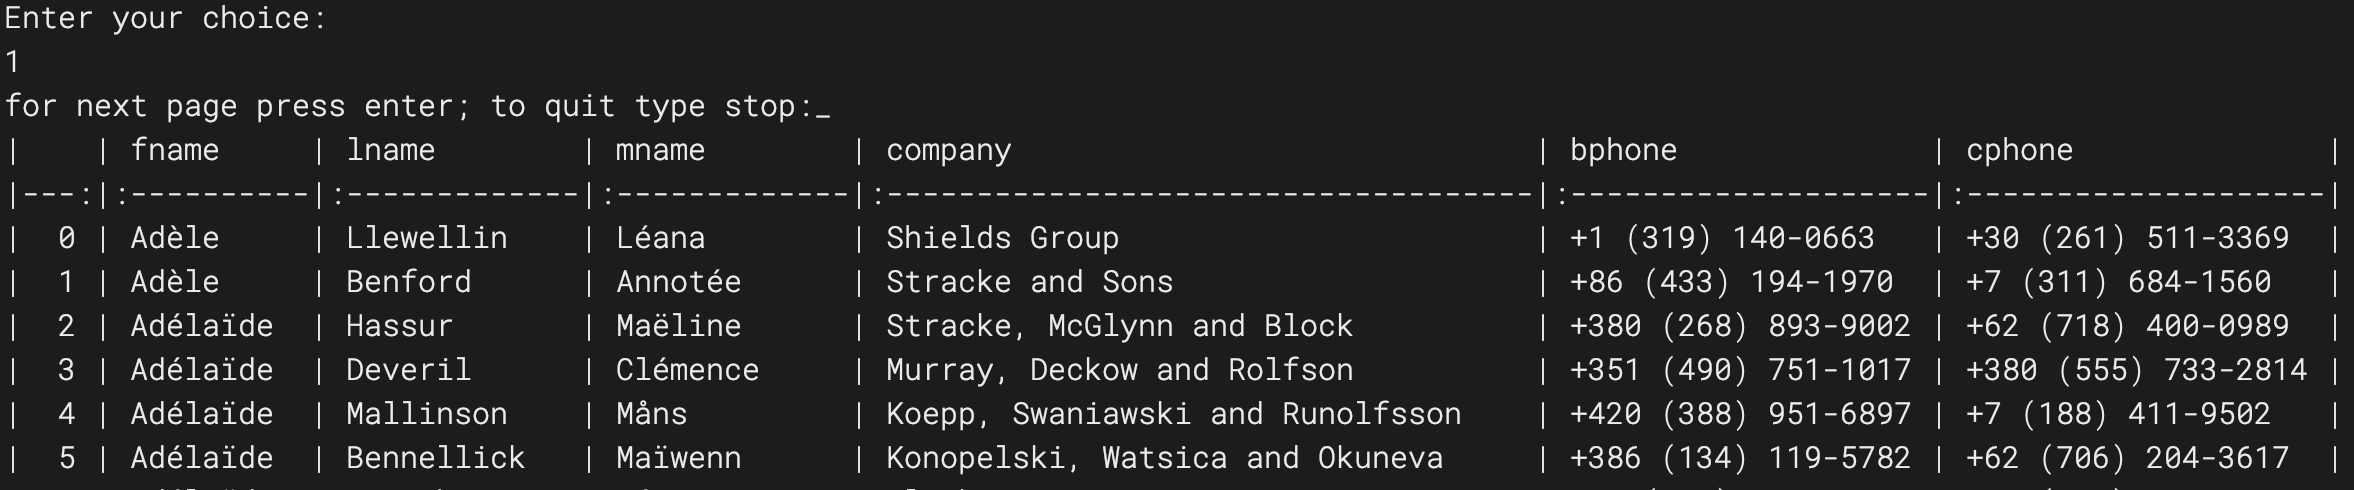 Enter your choice:
1
for next page press enter; to quit type stop:_
|    | fname     | lname        | mname        | company                             | bphone              | cphone              |
|---:|:----------|:-------------|:-------------|:------------------------------------|:--------------------|:--------------------|
|  0 | Adèle     | Llewellin    | Léana        | Shields Group                       | +1 (319) 140-0663   | +30 (261) 511-3369  |
|  1 | Adèle     | Benford      | Annotée      | Stracke and Sons                    | +86 (433) 194-1970  | +7 (311) 684-1560   |
|  2 | Adélaïde  | Hassur       | Maëline      | Stracke, McGlynn and Block          | +380 (268) 893-9002 | +62 (718) 400-0989  |
|  3 | Adélaïde  | Deveril      | Clémence     | Murray, Deckow and Rolfson          | +351 (490) 751-1017 | +380 (555) 733-2814 |
|  4 | Adélaïde  | Mallinson    | Måns         | Koepp, Swaniawski and Runolfsson    | +420 (388) 951-6897 | +7 (188) 411-9502   |
|  5 | Adélaïde  | Bennellick   | Maïwenn      | Konopelski, Watsica and Okuneva     | +386 (134) 119-5782 | +62 (706) 204-3617  |